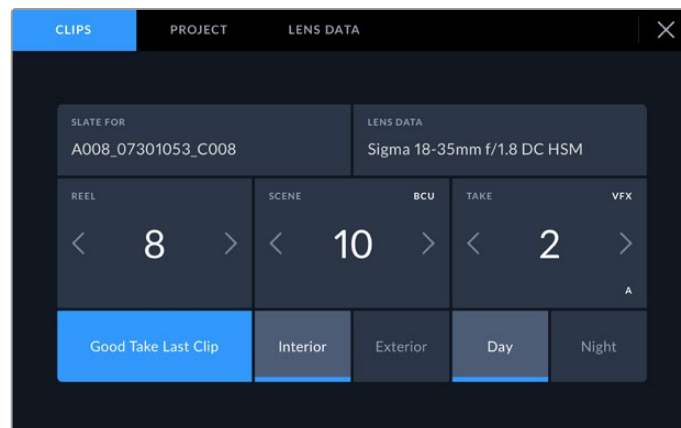 CLIPS PROJECT LENS DATA
SLATE FOR LENS DATA
A008_07301053_C008 Sigma 18-35mm f/1.8 DC HSM
REEL SCENE BCU TAKE VFX
8 10 2
A
Good Take Last Clip Interior Exterior Day Night